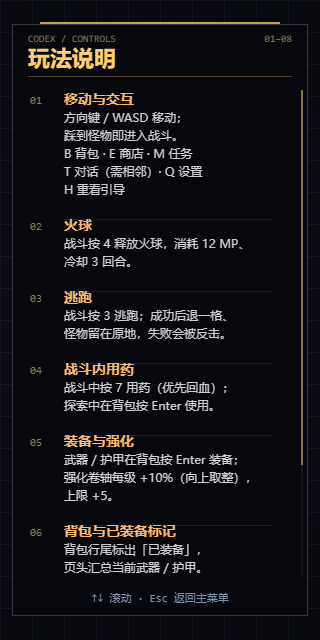 CODEX / CONTROLS 01-08
玩法说明
01 移动与交互
方向键 / WASD 移动；
踩到怪物即进入战斗。
B 背包 · E 商店 · M 任务
T 对话（需相邻）· Q 设置
H 重看引导
02 火球
战斗按 4 释放火球，消耗 12 MP、
冷却 3 回合。
03 逃跑
战斗按 3 逃跑；成功后退一格、
怪物留在原地，失败会被反击。
04 战斗内用药
战斗中按 7 用药（优先回血）；
探索中在背包按 Enter 使用。
05 装备与强化
武器 / 护甲在背包按 Enter 装备；
强化卷轴每级 +10%（向上取整），
上限 +5。
06 背包与已装备标记
背包行尾标出「已装备」，
页头汇总当前武器 / 护甲。
↑↓ 滚动 · Esc 返回主菜单